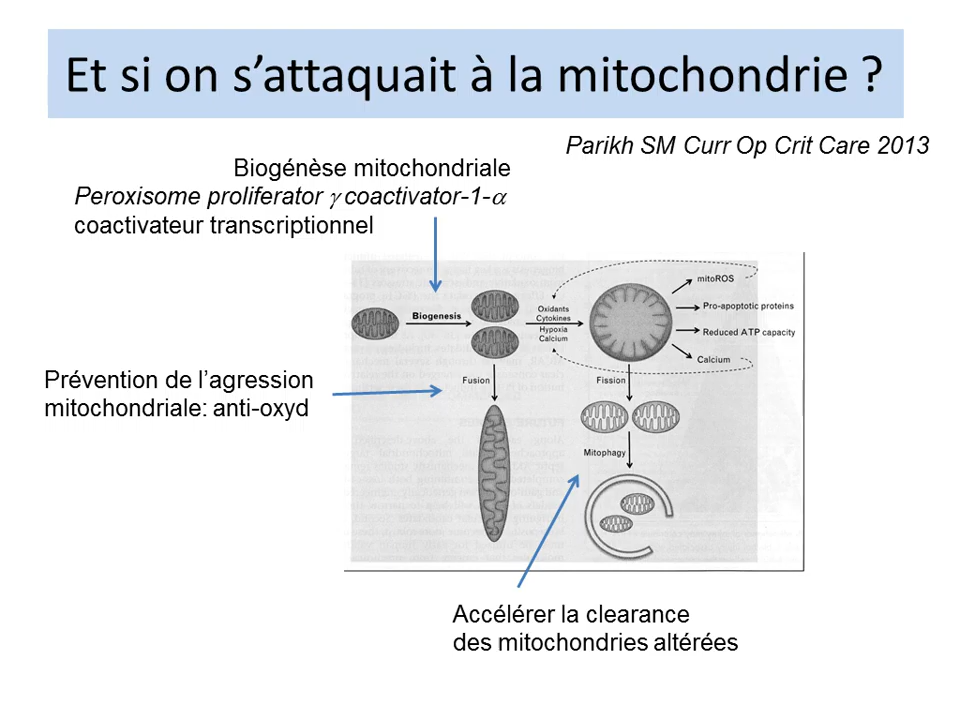 Et si on s’attaquait à la mitochondrie ?
Parikh SM Curr Op Crit Care 2013
Biogénèse mitochondriale
Peroxisome proliferator γ coactivator-1-α
coactivateur transcriptionnel
Biogenesis
Oxidants
Cytokines
Hypoxia
Calcium
mitoROS
Pro-apoptotic proteins
Reduced ATP capacity
Calcium
Prévention de l’agression
mitochondriale: anti-oxyd
Fusion
Fission
Mitophagy
Accélérer la clearance
des mitochondries altérées